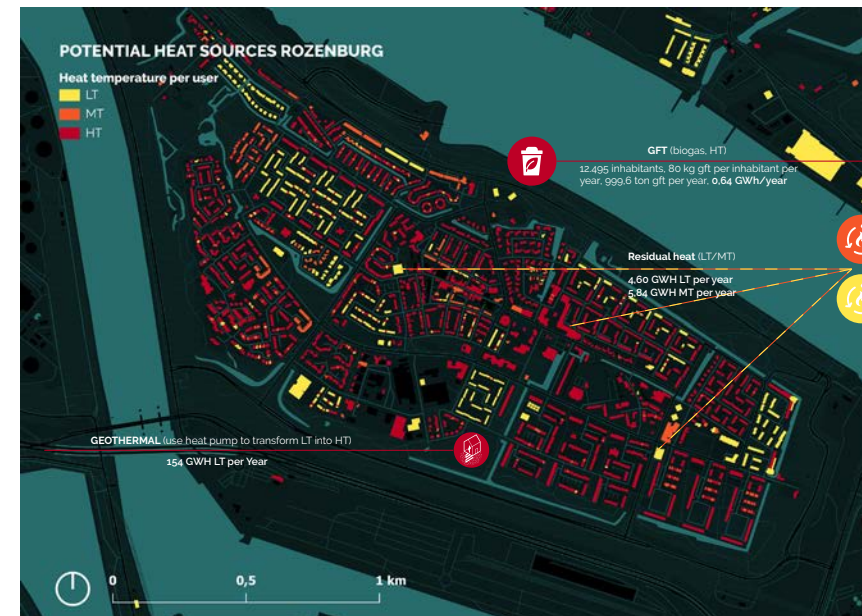 POTENTIAL HEAT SOURCES ROZENBURG
Heat temperature per user
LT
MT
HT
GFT (biogas, HT)
12.495 inhabitants, 80 kg gft per inhabitant per
year, 999,6 ton gft per year, 0,64 GWh/year
Residual heat (LT/MT)
4,60 GWH LT per year
5,84 GWH MT per year
GEOTHERMAL (use heat pump to transform LT into HT)
154 GWH LT per Year
0
0,5
1 km